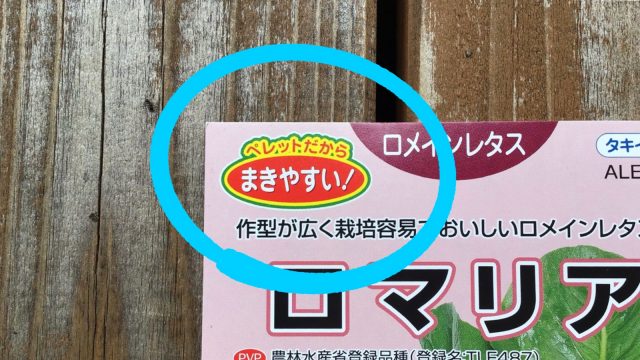 ペレットだから
まきやすい!
ロメインレタス
タキイ
ALE
作型が広く栽培容易でおいしいロメインレタ
ロマリア
PVP 農林水産省登録品種(登録名:TLE487)